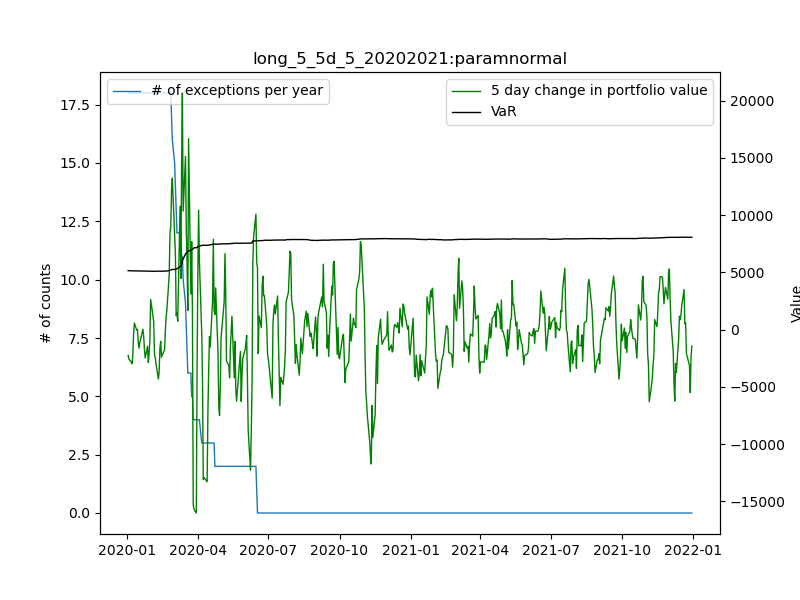 long_5_5d_5_20202021:paramnormal
# of exceptions per year
5 day change in portfolio value
VaR
# of counts
17.5
15.0
12.5
10.0
7.5
5.0
2.5
0.0
20000
15000
10000
5000
0
−5000
−10000
−15000
Value
2020-01 2020-04 2020-07 2020-10 2021-01 2021-04 2021-07 2021-10 2022-01